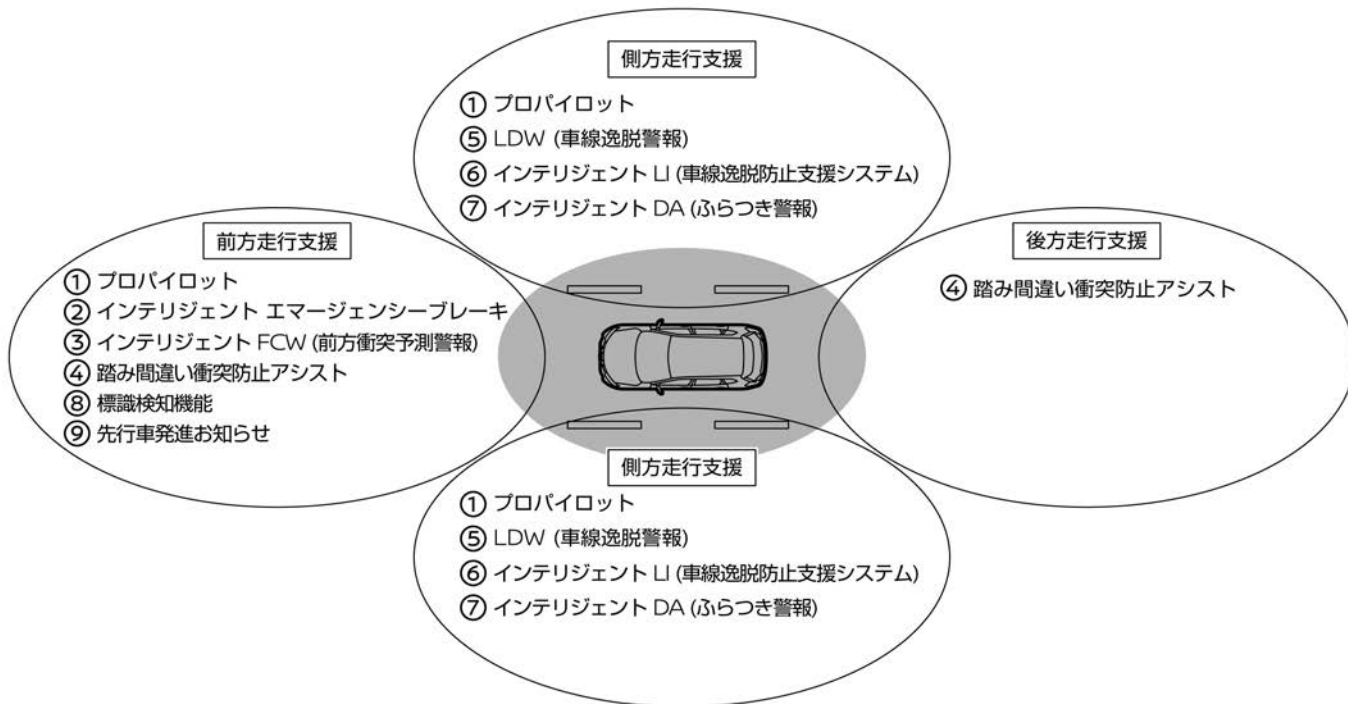 側方走行支援
① プロパイロット
⑤ LDW (車線逸脱警報)
⑥ インテリジェント LI (車線逸脱防止支援システム)
⑦ インテリジェント DA (ふらつき警報)
前方走行支援
① プロパイロット
② インテリジェント エマージェンシーブレーキ
③ インテリジェント FCW (前方衝突予測警報)
④ 踏み間違い衝突防止アシスト
⑧ 標識検知機能
⑨ 先行車発進お知らせ
後方走行支援
④ 踏み間違い衝突防止アシスト
側方走行支援
① プロパイロット
⑤ LDW (車線逸脱警報)
⑥ インテリジェント LI (車線逸脱防止支援システム)
⑦ インテリジェント DA (ふらつき警報)